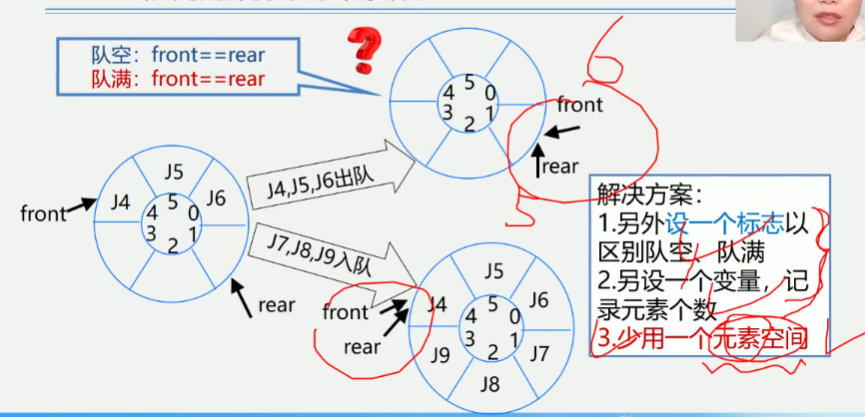 队空：front==rear
队满：front==rear
?
5
4 0
3 1
2
front
rear
J4,J5,J6出队
J5
J4
J6
5
4 0
3 1
2
front
rear
J7,J8,J9入队
front
rear
J5
J4
J6
5
4 0
3 1
2
J9
J7
J8
解决方案：
1.另外设一个标志以
区别队空、队满
2.另设一个变量，记
录元素个数
3.少用一个元素空间